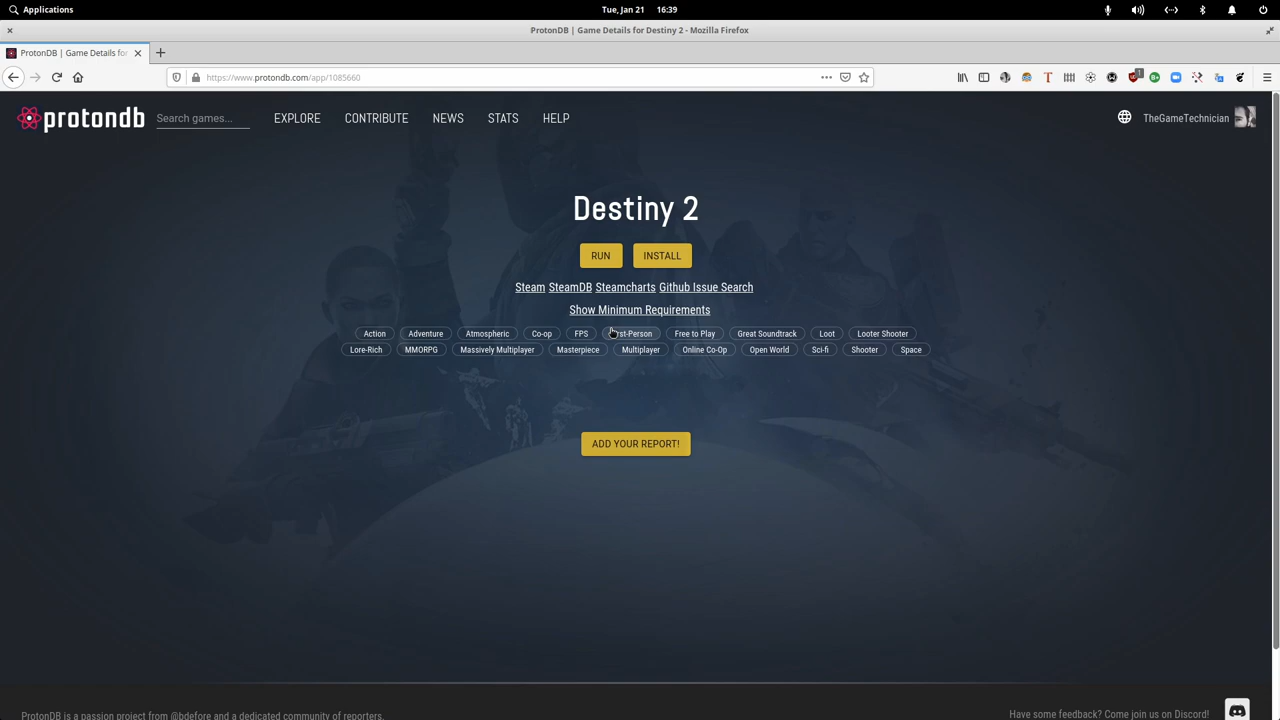 Applications
Tue, Jan 21 16:39
ProtonDB | Game Details for Destiny 2 - Mozilla Firefox
ProtonDB | Game Details for
https://www.protondb.com/app/1085660
1
protondb
Search games...
EXPLORE CONTRIBUTE NEWS STATS HELP
TheGameTechnician
Destiny 2
RUN INSTALL
Steam SteamDB Steamcharts Github Issue Search
Show Minimum Requirements
Action Adventure Atmospheric Co-op FPS Free to Play Great Soundtrack Loot Looter Shooter
Lore-Rich MMORPG Massively Multiplayer Masterpiece Multiplayer Online Co-Op Open World Sci-fi Shooter Space
ADD YOUR REPORT!
ProtonDB is a passion project from @bdefore and a dedicated community of reporters.
Have some feedback? Come join us on Discord!